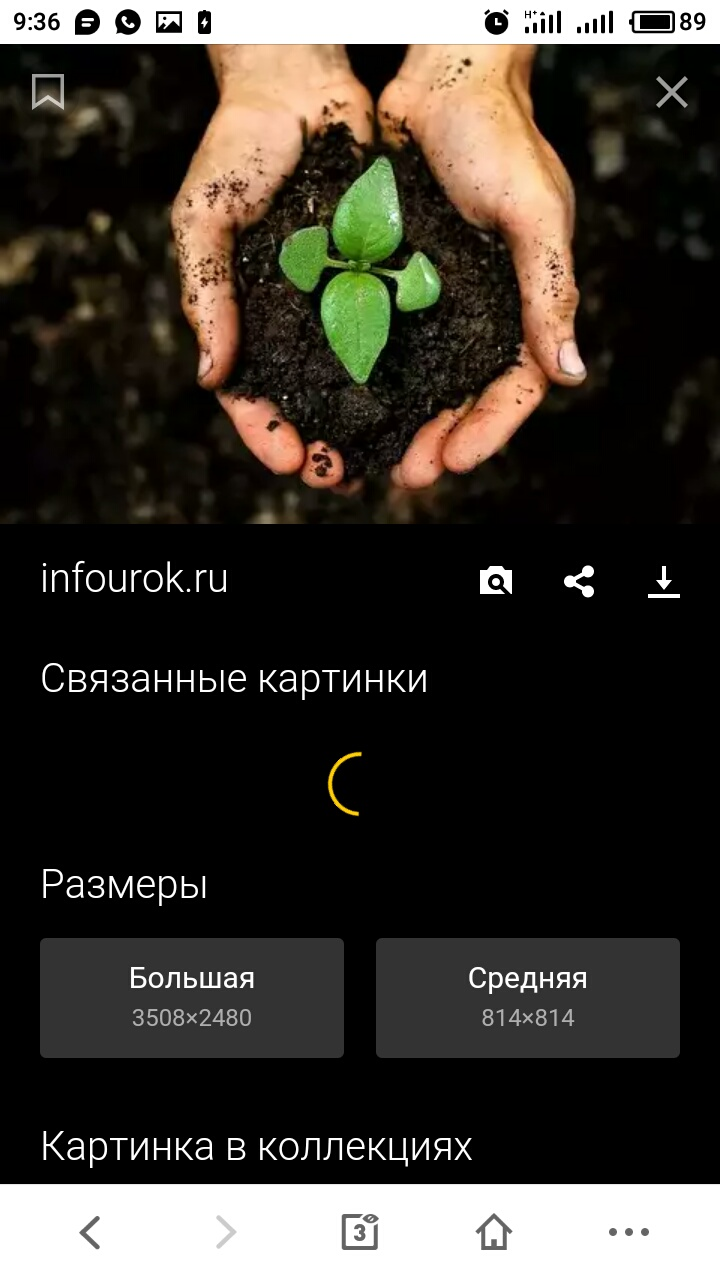 9:36
H+
89
infourok.ru
Связанные картинки
Размеры
Большая
3508×2480
Средняя
814×814
Картинка в коллекциях
3